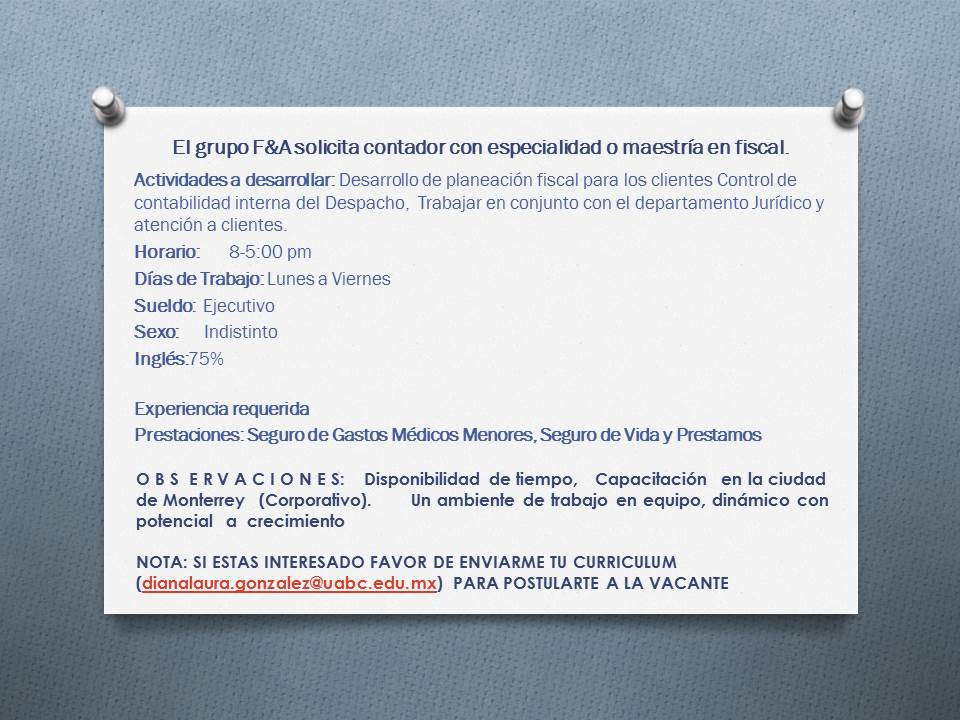 El grupo F&A solicita contador con especialidad o maestría en fiscal.
Actividades a desarrollar: Desarrollo de planeación fiscal para los clientes Control de
contabilidad interna del Despacho, Trabajar en conjunto con el departamento Jurídico y
atención a clientes.
Horario: 8-5:00 pm
Días de Trabajo: Lunes a Viernes
Sueldo: Ejecutivo
Sexo: Indistinto
Inglés:75%
Experiencia requerida
Prestaciones: Seguro de Gastos Médicos Menores, Seguro de Vida y Prestamos
O B S E R V A C I O N E S: Disponibilidad de tiempo, Capacitación en la ciudad
de Monterrey (Corporativo). Un ambiente de trabajo en equipo, dinámico con
potencial a crecimiento
NOTA: SI ESTAS INTERESADO FAVOR DE ENVIARME TU CURRICULUM
(dianalaura.gonzalez@uabc.edu.mx) PARA POSTULARTE A LA VACANTE